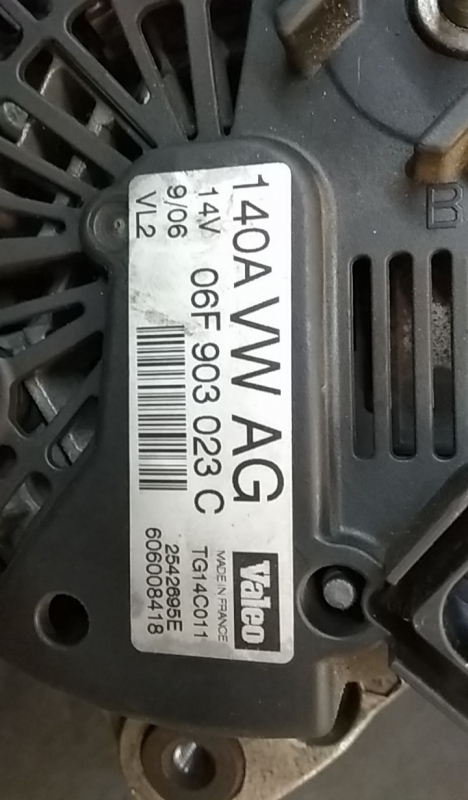 140A VW AG
14V 06F 903 023 C
9/06
VL2
Valeo
MADE IN FRANCE
TG14C011
2542695E
606008418
B